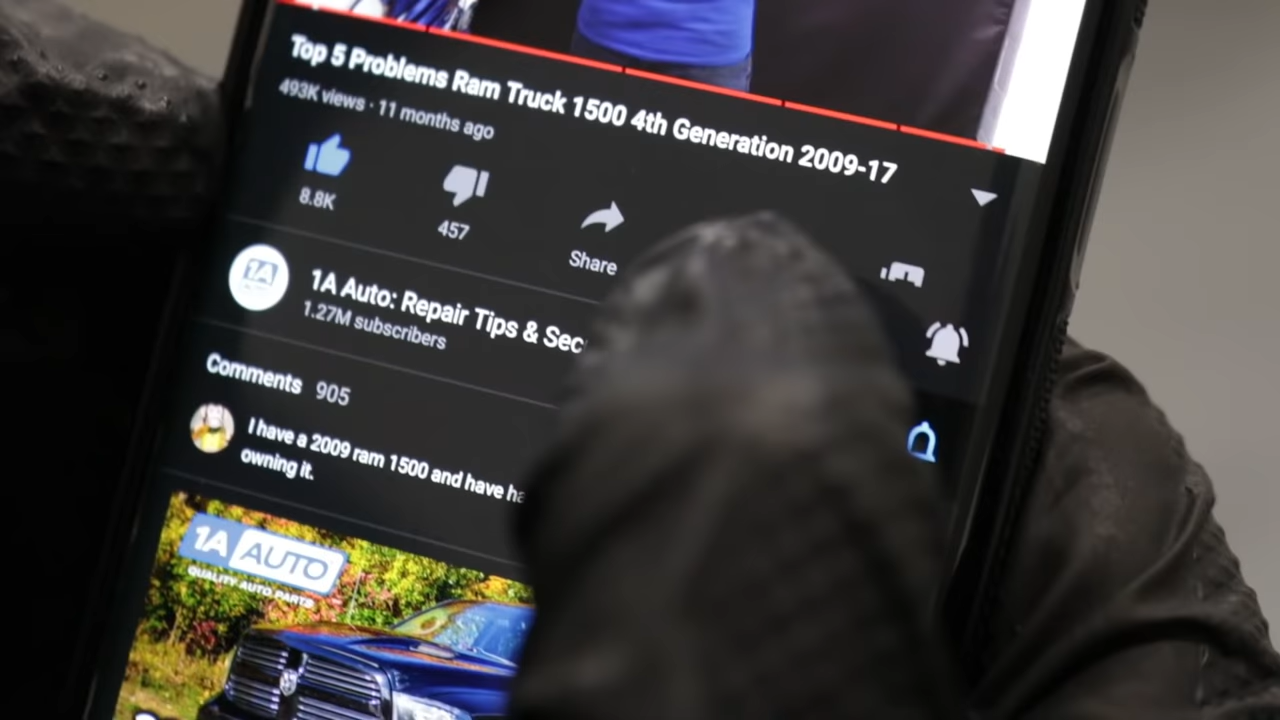 Top 5 Problems Ram Truck 1500 4th Generation 2009-17
493K views · 11 months ago
8.8K
457
Share
1A
1A Auto: Repair Tips & Sec
1.27M subscribers
Comments 905
I have a 2009 ram 1500 and have ha
owning it.
1A AUTO
QUALITY AUTO PARTS